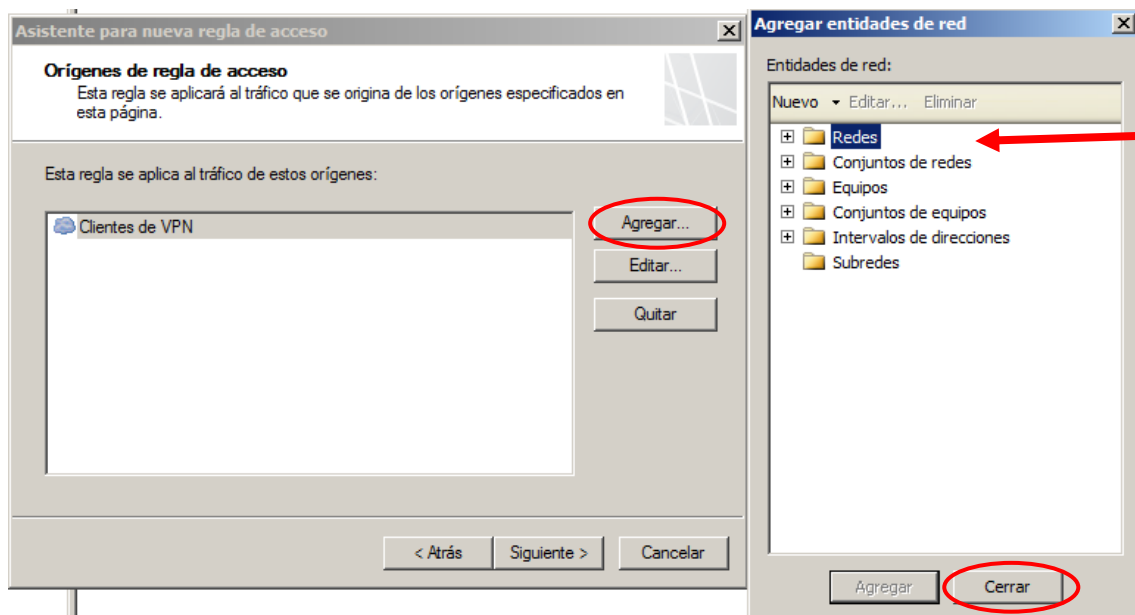 Asistente para nueva regla de acceso
Orígenes de regla de acceso
Esta regla se aplicará al tráfico que se origina de los orígenes especificados en
esta página.
Esta regla se aplica al tráfico de estos orígenes:
Clientes de VPN
Agregar...
Editar...
Quitar
< Atrás
Siguiente >
Cancelar
Agregar entidades de red
Entidades de red:
Nuevo
Editar...
Eliminar
Redes
Conjuntos de redes
Equipos
Conjuntos de equipos
Intervalos de direcciones
Subredes
Agregar
Cerrar